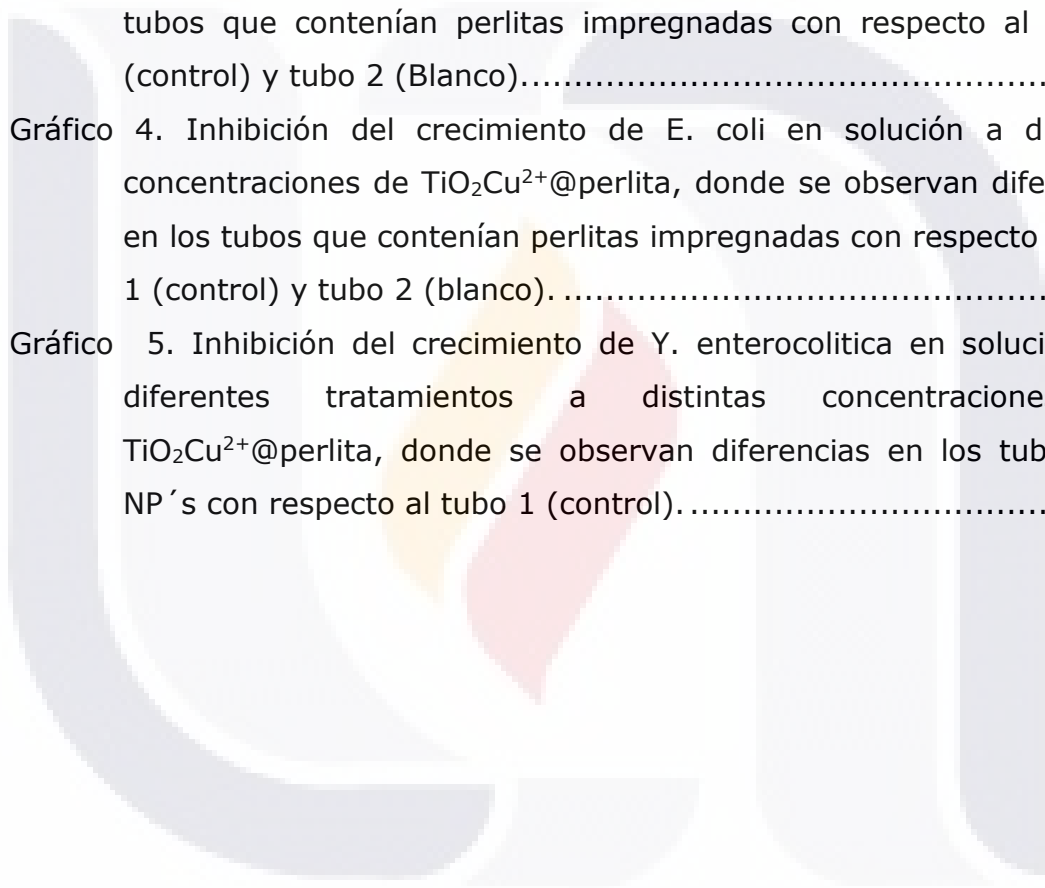 tubos que contenían perlitas impregnadas con respecto al
(control) y tubo 2 (Blanco)..............................................
Gráfico 4. Inhibición del crecimiento de E. coli en solución a d
concentraciones de TiO₂Cu²⁺@perlita, donde se observan dife
en los tubos que contenían perlitas impregnadas con respecto
1 (control) y tubo 2 (blanco). ...........................................
Gráfico 5. Inhibición del crecimiento de Y. enterocolitica en soluci
diferentes tratamientos a distintas concentracione
TiO₂Cu²⁺@perlita, donde se observan diferencias en los tub
NP´s con respecto al tubo 1 (control). ................................